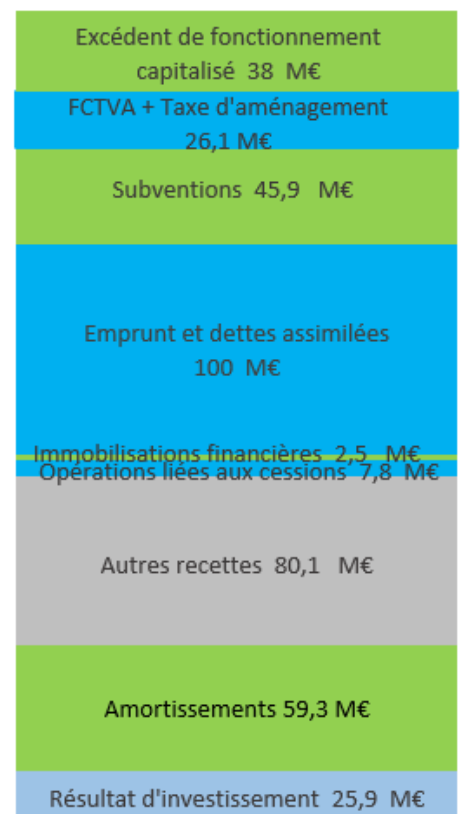 Excédent de fonctionnement
capitalisé 38 M€
FCTVA + Taxe d'aménagement
26,1 M€
Subventions 45,9 M€
Emprunt et dettes assimilées
100 M€
Immobilisations financières 2,5 M€
Opérations liées aux cessions 7,8 M€
Autres recettes 80,1 M€
Amortissements 59,3 M€
Résultat d'investissement 25,9 M€